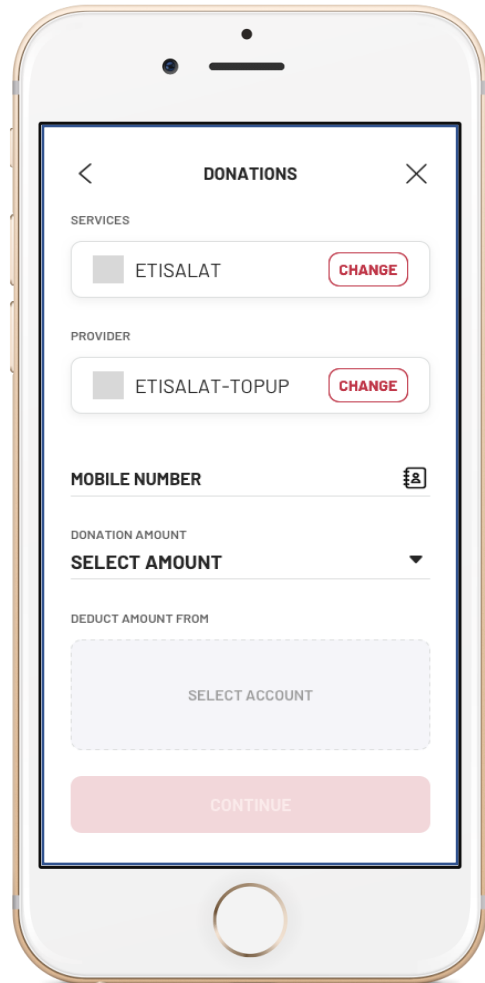 DONATIONS
SERVICES
ETISALAT CHANGE
PROVIDER
ETISALAT-TOPUP CHANGE
MOBILE NUMBER
DONATION AMOUNT
SELECT AMOUNT
DEDUCT AMOUNT FROM
SELECT ACCOUNT
CONTINUE